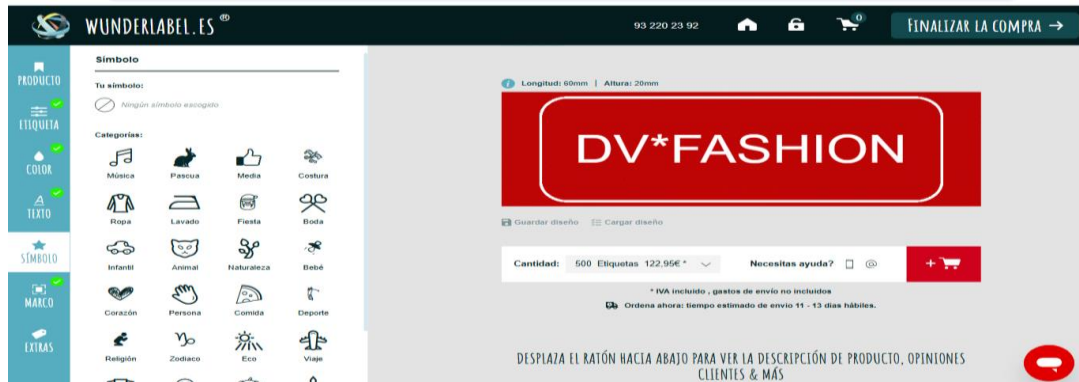 WUNDERLABEL.ES ®
93 220 23 92
0
FINALIZAR LA COMPRA →
PRODUCTO
ETIQUETA
COLOR
TEXTO
SÍMBOLO
MARCO
EXTRAS
Símbolo
Tu símbolo:
Ningún símbolo escogido
Categorías:
Música Pascua Media Costura
Ropa Lavado Fiesta Boda
Infantil Animal Naturaleza Bebé
Corazón Persona Comida Deporte
Religión Zodiaco Eco Viaje
Longitud: 60mm | Altura: 20mm
DV*FASHION
Guardar diseño Cargar diseño
Cantidad: 500 Etiquetas 122,95€ * Necesitas ayuda? @
+
* IVA incluido , gastos de envío no incluidos
Ordena ahora: tiempo estimado de envio 11 - 13 días hábiles.
DESPLAZA EL RATÓN HACIA ABAJO PARA VER LA DESCRIPCIÓN DE PRODUCTO, OPINIONES
CLIENTES & MÁS